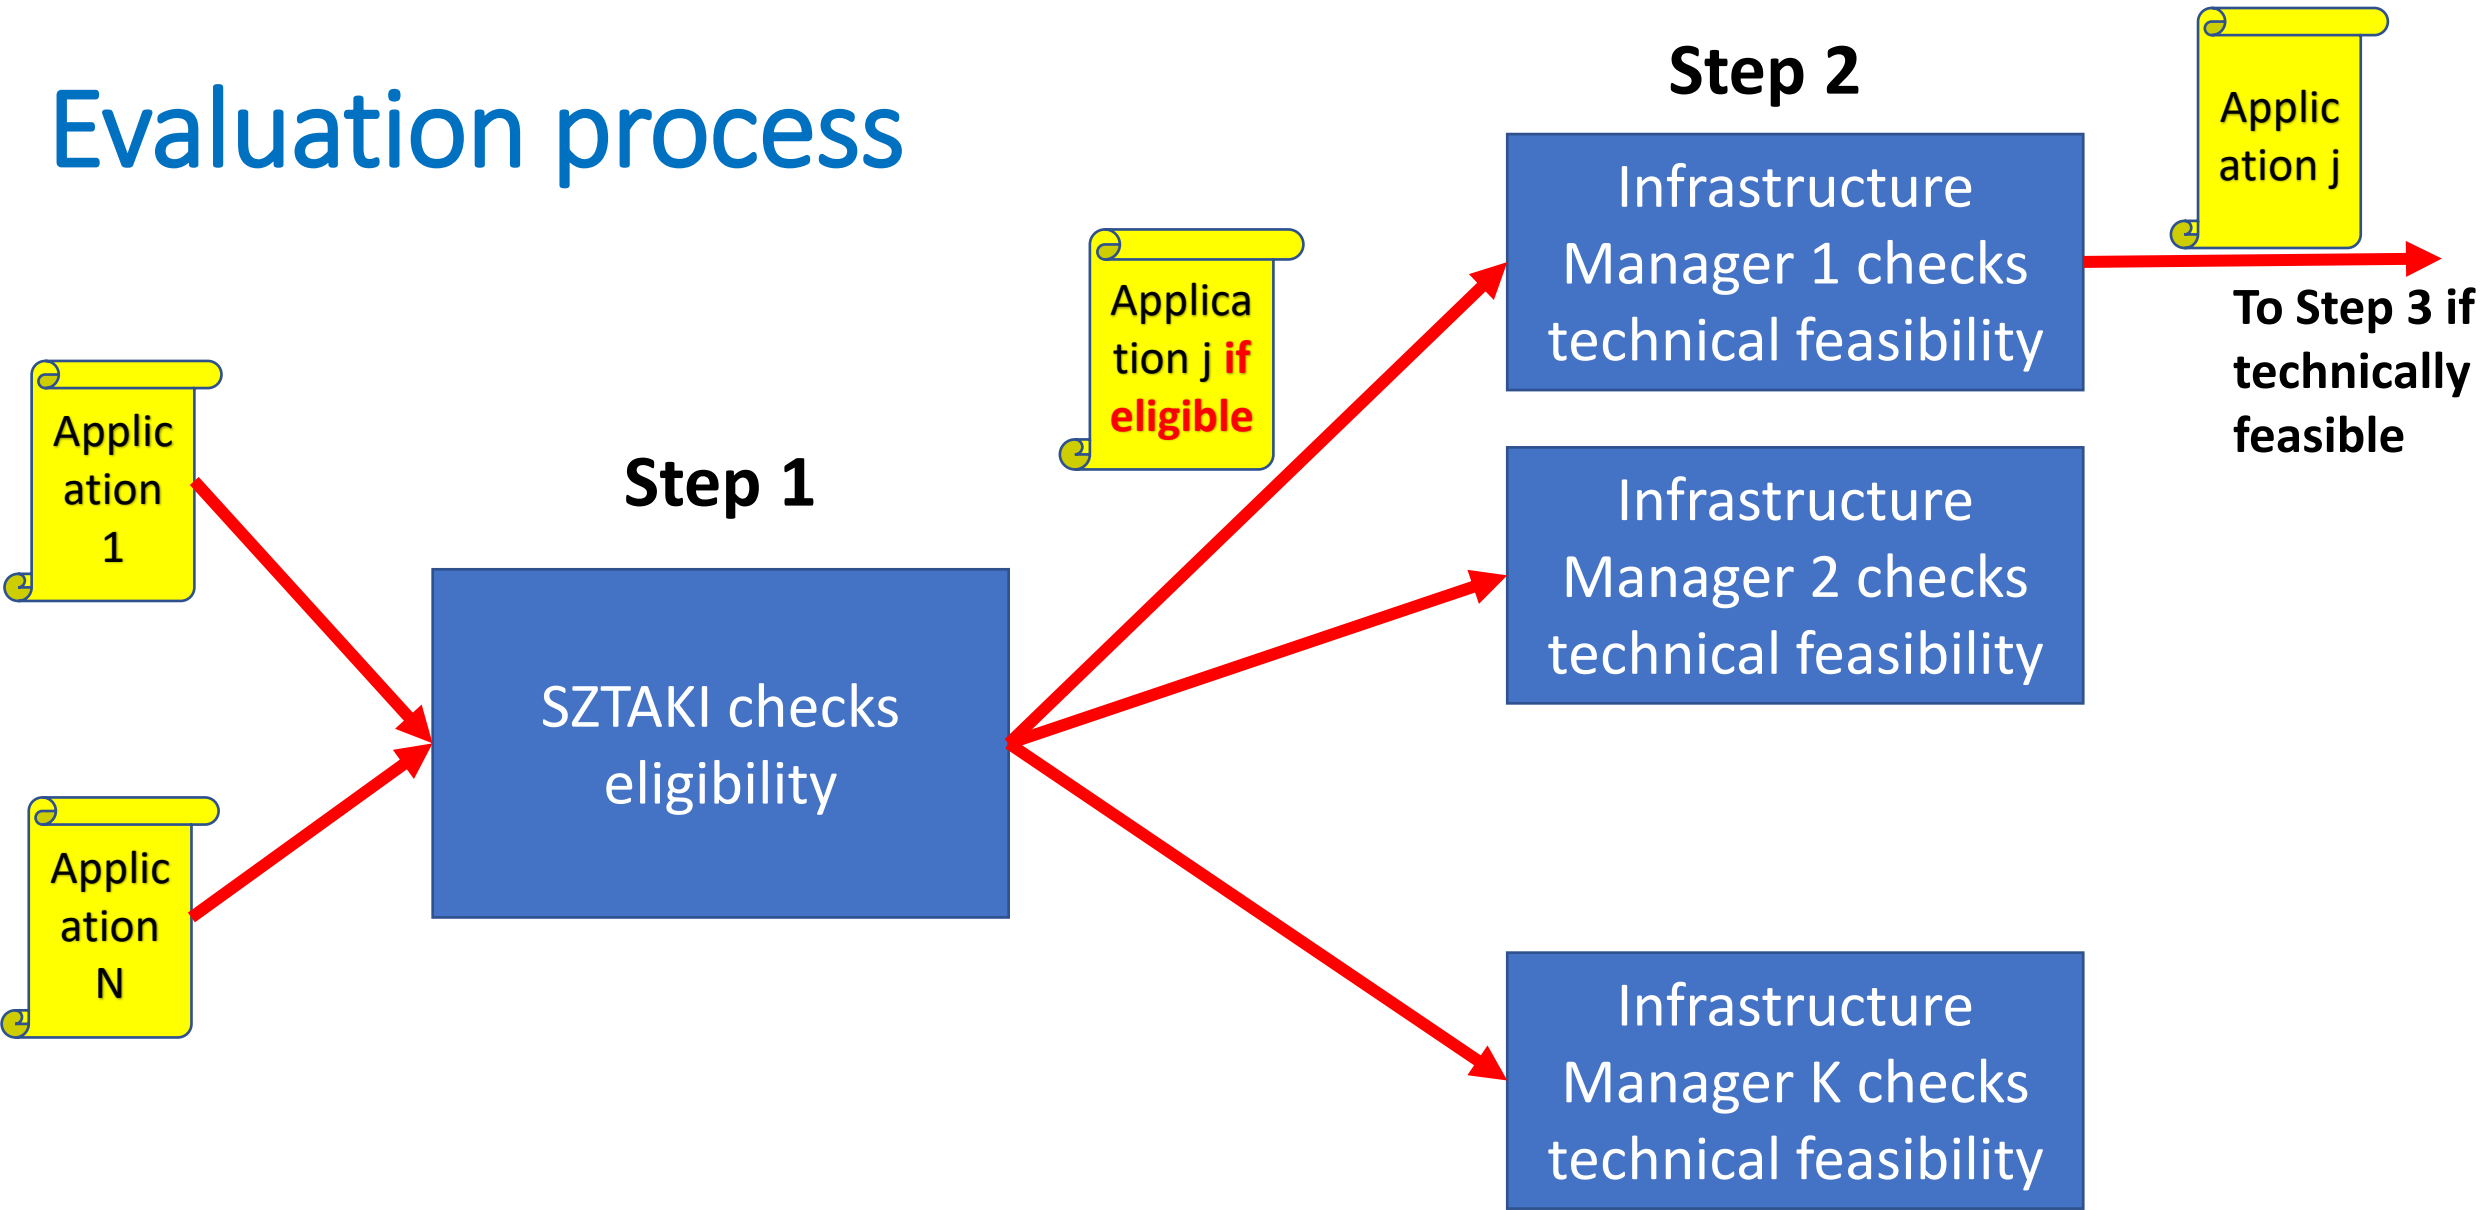 Evaluation process
Applic
ation
1
Applic
ation
N
Step 1
SZTAKI checks
eligibility
Applica
tion j if
eligible
Step 2
Infrastructure
Manager 1 checks
technical feasibility
Infrastructure
Manager 2 checks
technical feasibility
Infrastructure
Manager K checks
technical feasibility
Applic
ation j
To Step 3 if
technically
feasible